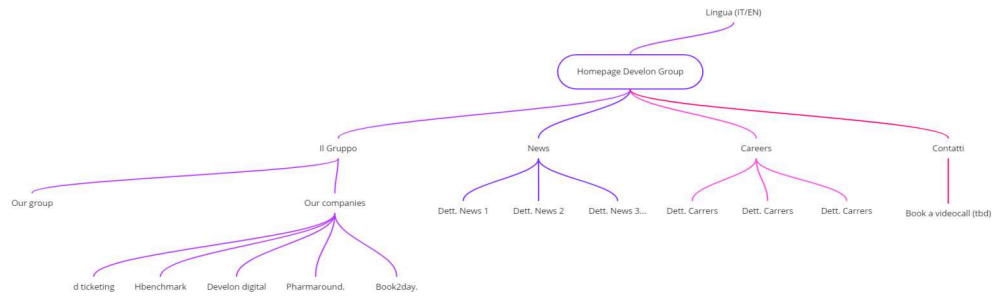 Lingua (IT/EN)
Homepage Develon Group
Il Gruppo
News
Careers
Contatti
Our group
Our companies
Dett. News 1
Dett. News 2
Dett. News 3...
Dett. Carrers
Dett. Carrers
Dett. Carrers
Book a videocall (tbd)
d ticketing
Hbenchmark
Develon digital
Pharmaround.
Book2day.